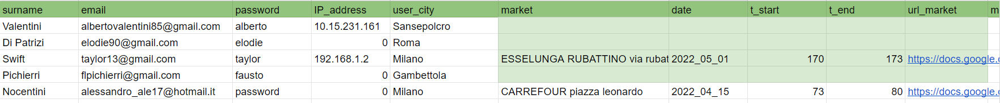 surname email password IP_address user_city market date t_start t_end url_market m
Valentini albertovalentini85@gmail.com alberto 10.15.231.161 Sansepolcro
Di Patrizi elodie90@gmail.com elodie 0 Roma
Swift taylor13@gmail.com taylor 192.168.1.2 Milano ESSELUNGA RUBATTINO via rubat 2022_05_01 170 173 https://docs.google.c
Pichierri flpichierri@gmail.com fausto 0 Gambettola
Nocentini alessandro_ale17@hotmail.it password 0 Milano CARREFOUR piazza leonardo 2022_04_15 73 80 https://docs.google.c